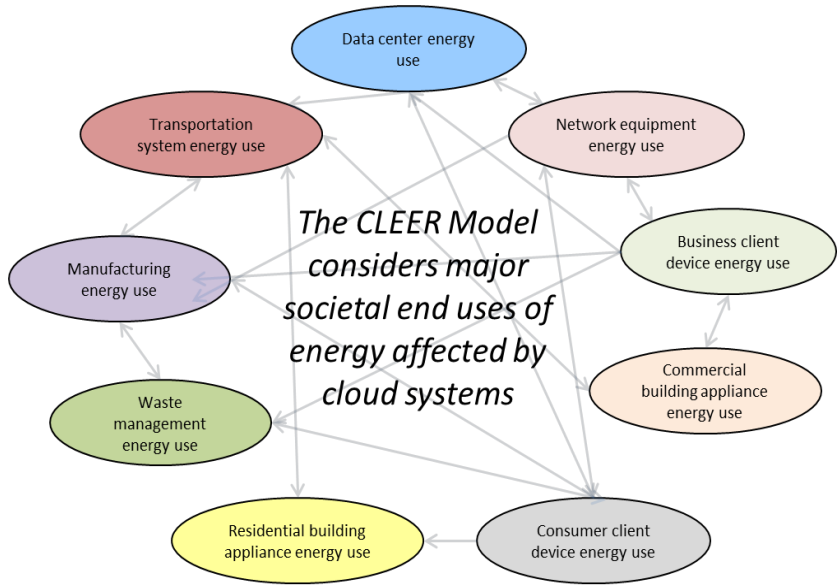 Data center energy
use
Transportation
system energy use
Network equipment
energy use
The CLEER Model
considers major
societal end uses of
energy affected by
cloud systems
Business client
device energy use
Manufacturing
energy use
Commercial
building appliance
energy use
Waste
management
energy use
Residential building
appliance energy use
Consumer client
device energy use